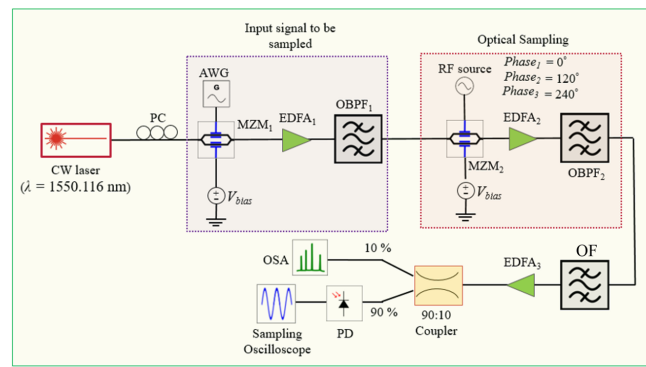 Input signal to be
sampled
Optical Sampling
AWG
G
RF source
Phase₁ = 0°
Phase₂ = 120°
Phase₃ = 240°
PC
MZM₁
EDFA₁
OBPF₁
EDFA₂
MZM₂
OBPF₂
CW laser
(λ = 1550.116 nm)
V_bias
V_bias
OSA
10 %
EDFA₃
OF
90 %
90:10
Coupler
Sampling
Oscilloscope
PD